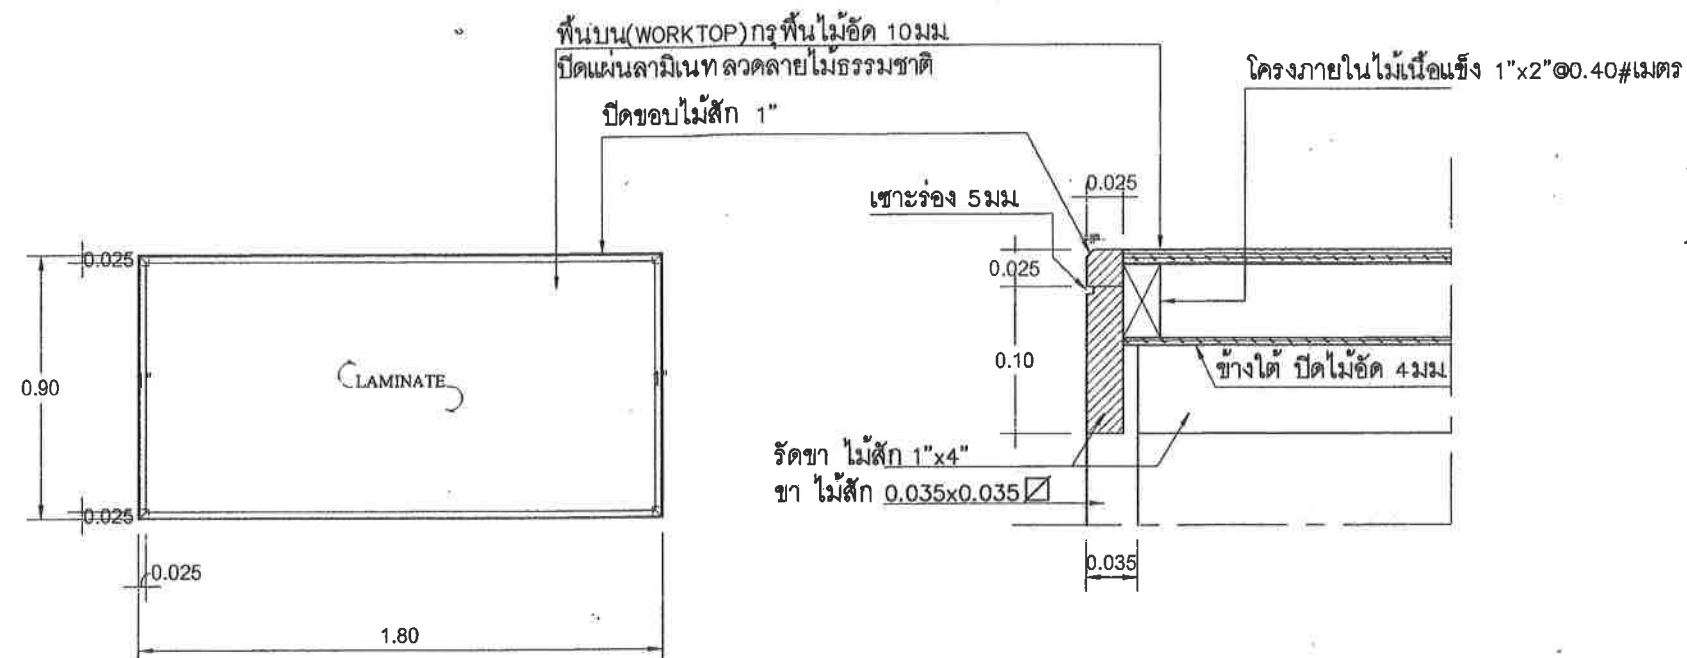 พื้นบน(WORKTOP)กรุพื้นไม้อัด 10มม.
ปิดแผ่นลามิเนท ลวดลายไม้ธรรมชาติ
โครงภายในไม้เนื้อแข็ง 1"x2"@0.40#เมตร
ปิดขอบไม้สัก 1"
เซาะร่อง 5มม.
0.025
0.025
0.025
0.90
1"
LAMINATE
1"
0.10
ข้างใต้ ปิดไม้อัด 4มม.
รัดขา ไม้สัก 1"x4"
ขา ไม้สัก 0.035x0.035
0.025
0.025
0.035
1.80